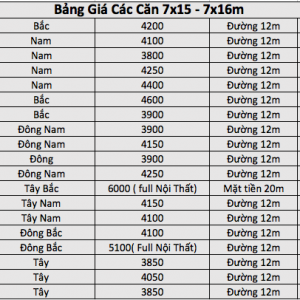 Bảng Giá Các Căn 7x15 - 7x16m
Bắc 4200 Đường 12m
Nam 4100 Đường 12m
Nam 3800 Đường 12m
Nam 4250 Đường 12m
Nam 4400 Đường 12m
Bắc 4600 Đường 12m
Bắc 3900 Đường 12m
Đông Nam 3900 Đường 12m
Đông Nam 4150 Đường 12m
Đông 3900 Đường 12m
Đông Nam 4250 Đường 12m
Tây Bắc 6000 ( full Nội Thất) Mặt tiền 20m
Tây Nam 4150 Đường 12m
Tây Nam 4100 Đường 12m
Đông Bắc 4100 Đường 12m
Đông Bắc 5100( Full Nội Thất) Đường 12m
Tây 3850 Đường 12m
Tây 4050 Đường 12m
Tây 3850 Đường 12m